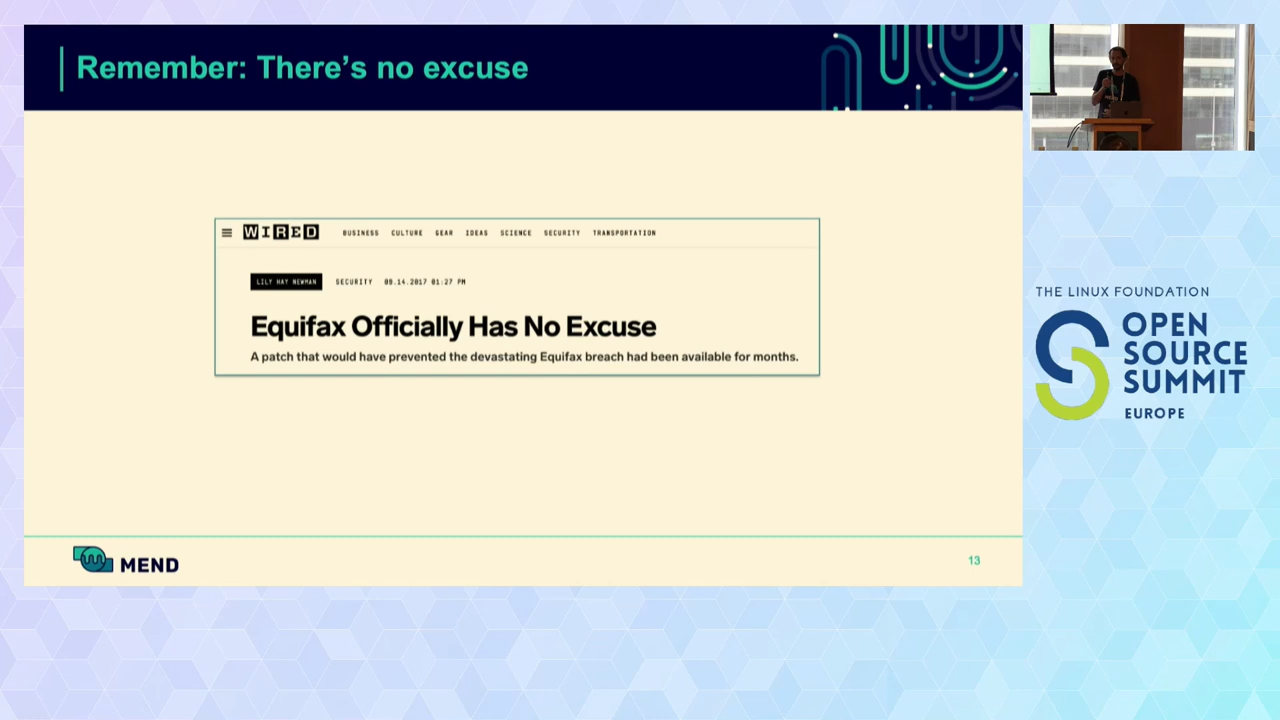 Remember: There's no excuse
WIRED
BUSINESS CULTURE GEAR IDEAS SCIENCE SECURITY TRANSPORTATION
LILY HAY NEWMAN SECURITY 09.14.2017 01:27 PM
Equifax Officially Has No Excuse
A patch that would have prevented the devastating Equifax breach had been available for months.
MEND
13
THE LINUX FOUNDATION
OPEN
SOURCE
SUMMIT
EUROPE